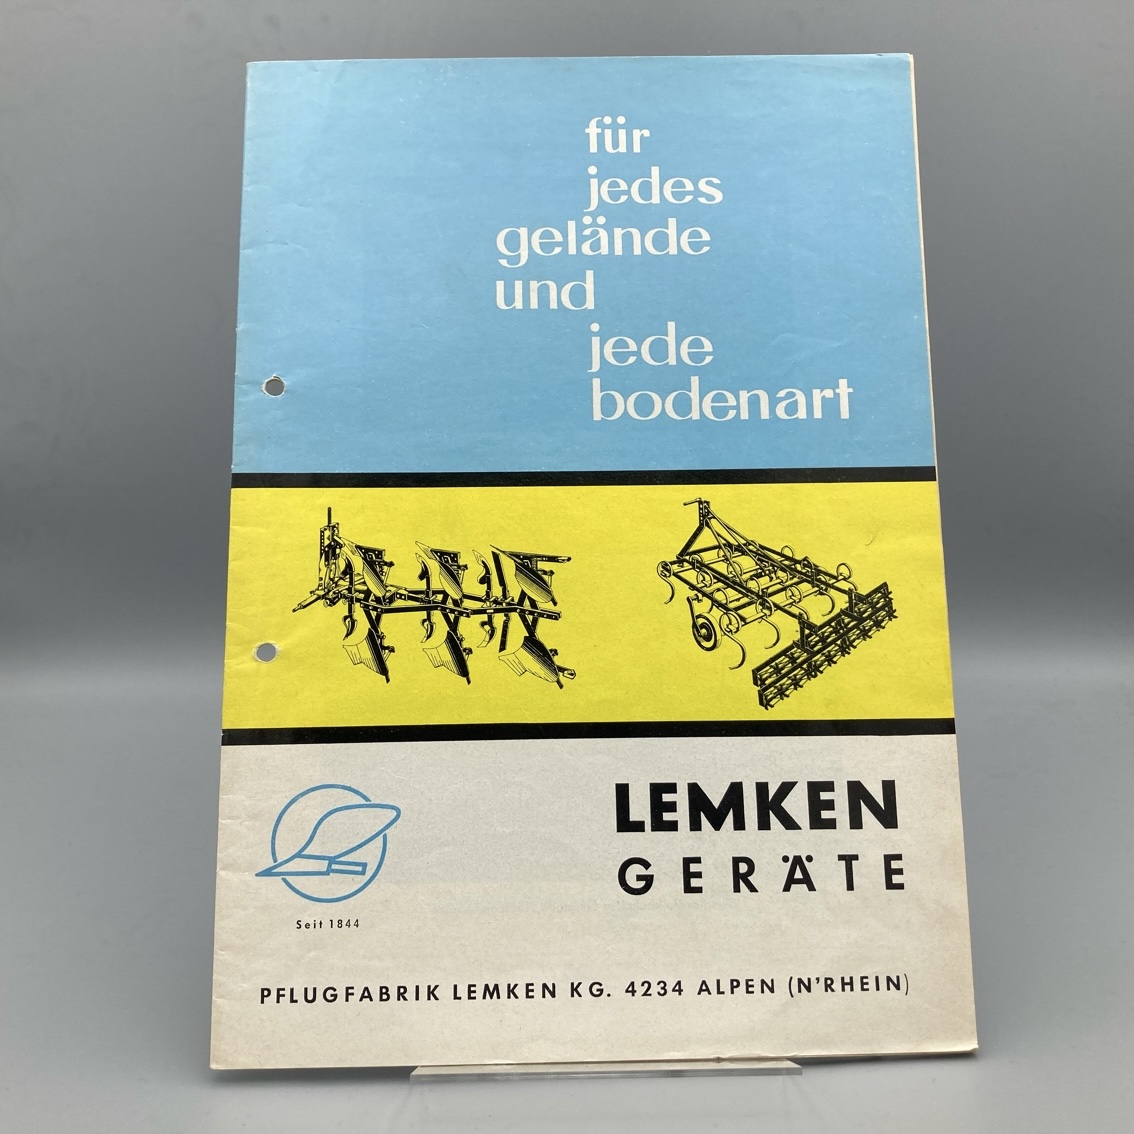 für
jedes
gelände
und
jede
bodenart
LEMKEN
GERÄTE
Seit 1844
PFLUGFABRIK LEMKEN KG. 4234 ALPEN (N'RHEIN)